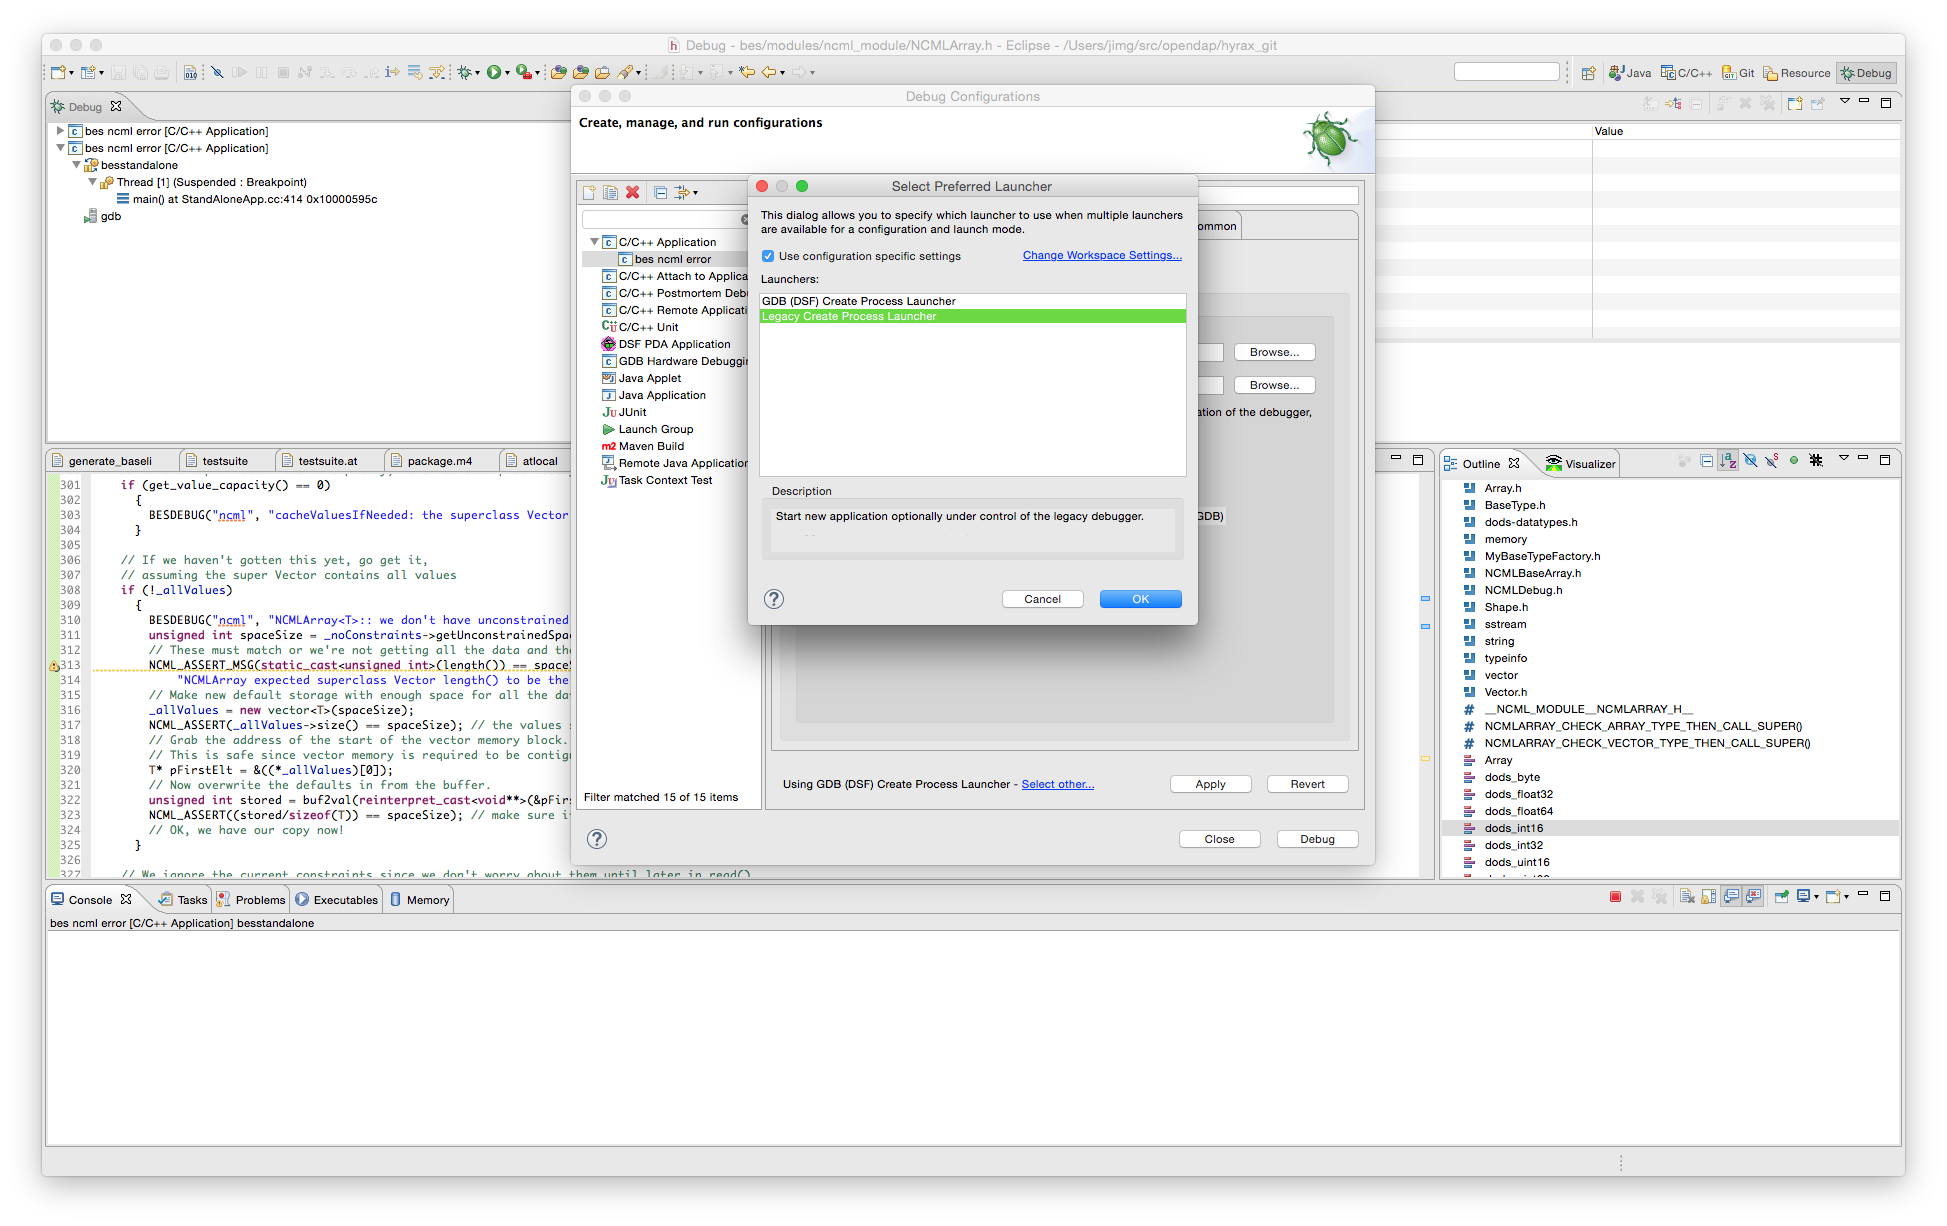 Debug - bes/modules/ncml_module/NCMLArray.h - Eclipse - /Users/jimg/src/opendap/hyrax_git
Java
C/C++
Git
Resource
Debug
Debug
bes ncml error [C/C++ Application]
bes ncml error [C/C++ Application]
besstandalone
Thread [1] (Suspended : Breakpoint)
main() at StandAloneApp.cc:414 0x10000595c
gdb
Value
Debug Configurations
Create, manage, and run configurations
C/C++ Application
bes ncml error
C/C++ Attach to Applica
C/C++ Postmortem Deb
C/C++ Remote Applicati
C/C++ Unit
DSF PDA Application
GDB Hardware Debuggi
Java Applet
Java Application
JUnit
Launch Group
Maven Build
Remote Java Application
Task Context Test
Filter matched 15 of 15 items
ommon
Browse...
Browse...
ation of the debugger,
GDB)
Using GDB (DSF) Create Process Launcher - Select other...
Apply
Revert
Close
Debug
Select Preferred Launcher
This dialog allows you to specify which launcher to use when multiple launchers
are available for a configuration and launch mode.
Use configuration specific settings
Change Workspace Settings...
Launchers:
GDB (DSF) Create Process Launcher
Legacy Create Process Launcher
Description
Start new application optionally under control of the legacy debugger.
Cancel
OK
generate_baseli
testsuite
testsuite.at
package.m4
atlocal
301 if (get_value_capacity() == 0)
302 {
303 BESDEBUG("ncml", "cacheValuesIfNeeded: the superclass Vector
304 }
305
306 // If we haven't gotten this yet, go get it,
307 // assuming the super Vector contains all values
308 if (!_allValues)
309 {
310 BESDEBUG("ncml", "NCMLArray<T>:: we don't have unconstrained
311 unsigned int spaceSize = _noConstraints->getUnconstrainedSpac
312 // These must match or we're not getting all the data and the
313 NCML_ASSERT_MSG(static_cast<unsigned int>(length()) == spaceS
314 "NCMLArray expected superclass Vector length() to be the
315 // Make new default storage with enough space for all the da
316 _allValues = new vector<T>(spaceSize);
317 NCML_ASSERT(_allValues->size() == spaceSize); // the values s
318 // Grab the address of the start of the vector memory block.
319 // This is safe since vector memory is required to be contig
320 T* pFirstElt = &((*_allValues)[0]);
321 // Now overwrite the defaults in from the buffer.
322 unsigned int stored = buf2val(reinterpret_cast<void**>(&pFirs
323 NCML_ASSERT((stored/sizeof(T)) == spaceSize); // make sure i
324 // OK, we have our copy now!
325 }
326
327 // We ignore the current constraints since we don't worry about them until later in read()
Outline
Visualizer
Array.h
BaseType.h
dods-datatypes.h
memory
MyBaseTypeFactory.h
NCMLBaseArray.h
NCMLDebug.h
Shape.h
sstream
string
typeinfo
vector
Vector.h
__NCML_MODULE__NCMLARRAY_H__
NCMLARRAY_CHECK_ARRAY_TYPE_THEN_CALL_SUPER()
NCMLARRAY_CHECK_VECTOR_TYPE_THEN_CALL_SUPER()
Array
dods_byte
dods_float32
dods_float64
dods_int16
dods_int32
dods_uint16
Console
Tasks
Problems
Executables
Memory
bes ncml error [C/C++ Application] besstandalone